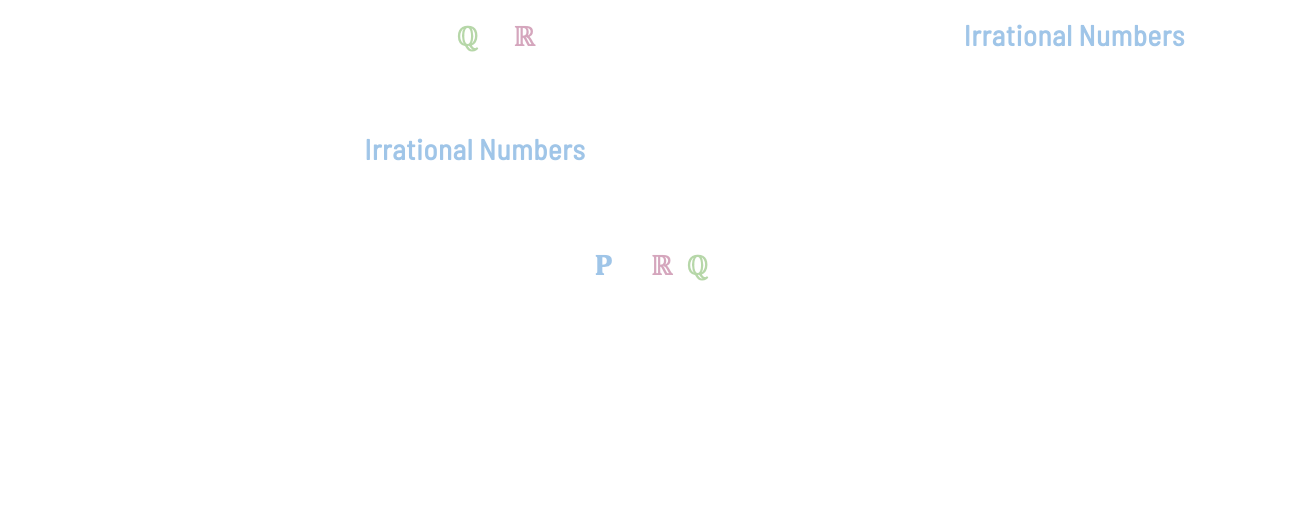 ℚ ℝ Irrational Numbers
Irrational Numbers
ℙ ℝ ℚ